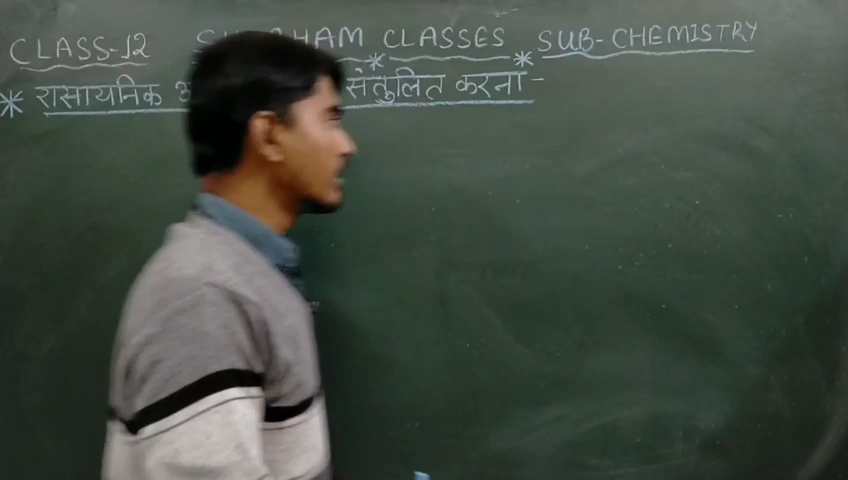 CLASS-12 CLASSES SUB-CHEMISTRY
* रासायनिक संतुलित करना-